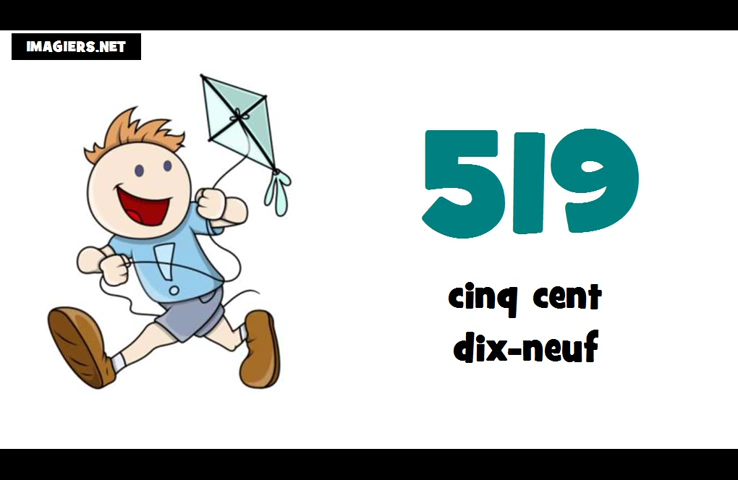 IMAGIERS.NET
519
cinq cent
dix-neuf
!